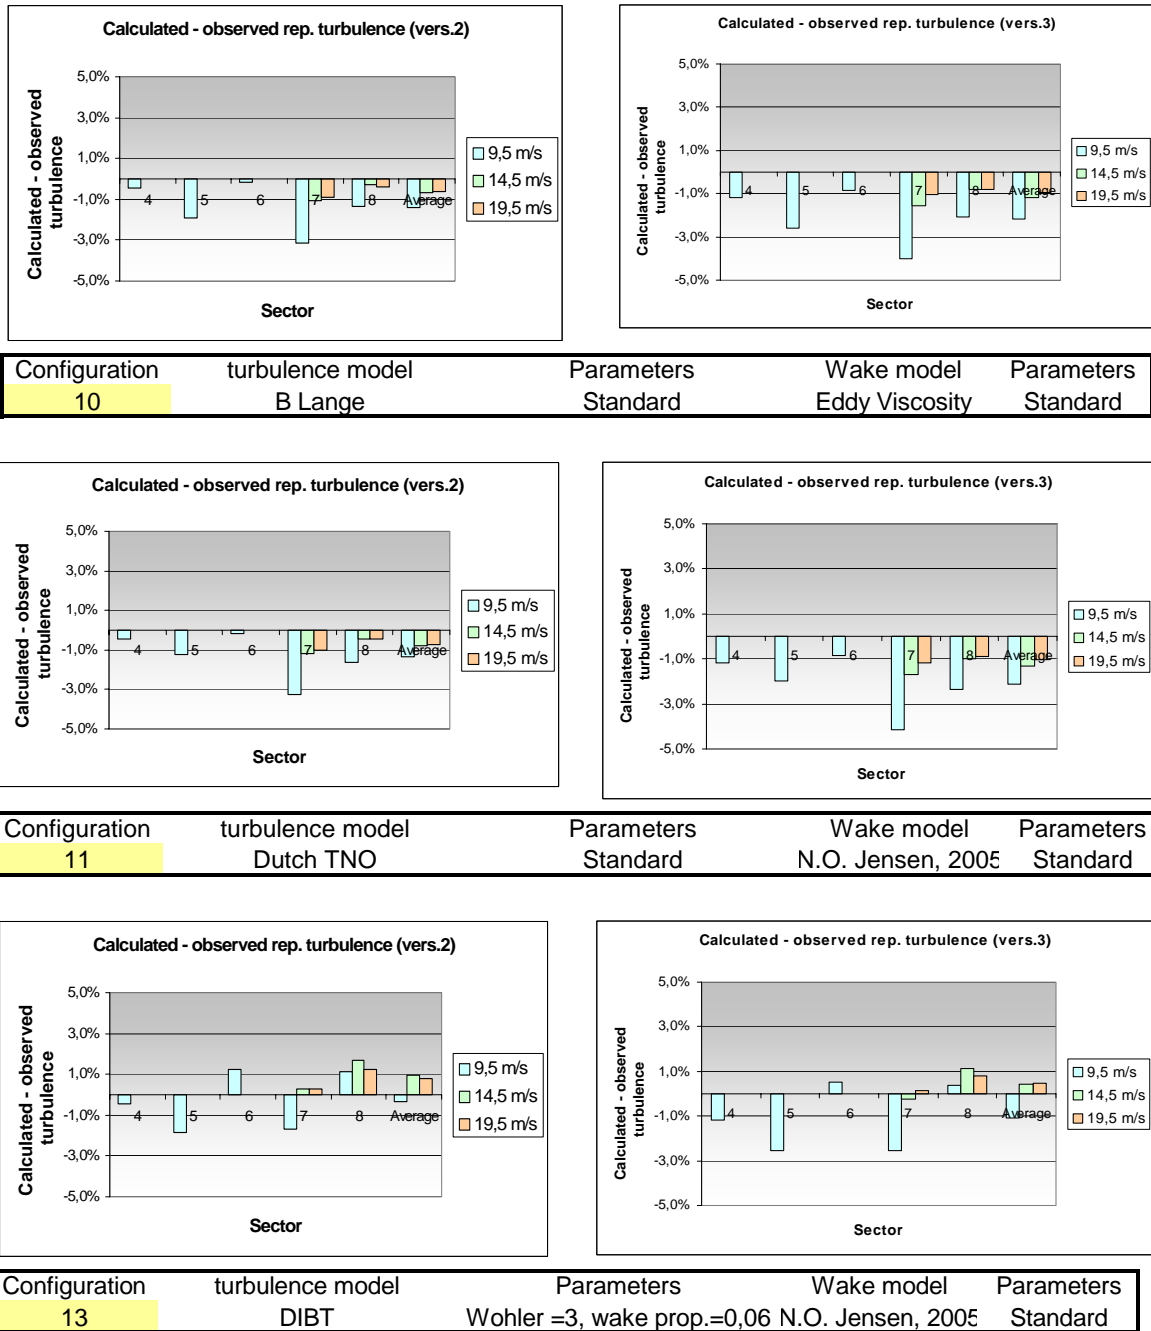 Calculated - observed rep. turbulence (vers.2)
5,0%
3,0%
1,0%
-1,0%
-3,0%
-5,0%
4 5 6 7 8 Average
Calculated - observed
turbulence
Sector
9,5 m/s
14,5 m/s
19,5 m/s
Calculated - observed rep. turbulence (vers.3)
5,0%
3,0%
1,0%
-1,0%
-3,0%
-5,0%
4 5 6 7 8 Average
Calculated - observed
turbulence
Sector
9,5 m/s
14,5 m/s
19,5 m/s
Configuration turbulence model Parameters Wake model Parameters
10 B Lange Standard Eddy Viscosity Standard
Calculated - observed rep. turbulence (vers.2)
5,0%
3,0%
1,0%
-1,0%
-3,0%
-5,0%
4 5 6 7 8 Average
Calculated - observed
turbulence
Sector
9,5 m/s
14,5 m/s
19,5 m/s
Calculated - observed rep. turbulence (vers.3)
5,0%
3,0%
1,0%
-1,0%
-3,0%
-5,0%
4 5 6 7 8 Average
Calculated - observed
turbulence
Sector
9,5 m/s
14,5 m/s
19,5 m/s
Configuration turbulence model Parameters Wake model Parameters
11 Dutch TNO Standard N.O. Jensen, 2005 Standard
Calculated - observed rep. turbulence (vers.2)
5,0%
3,0%
1,0%
-1,0%
-3,0%
-5,0%
4 5 6 7 8 Average
Calculated - observed
turbulence
Sector
9,5 m/s
14,5 m/s
19,5 m/s
Calculated - observed rep. turbulence (vers.3)
5,0%
3,0%
1,0%
-1,0%
-3,0%
-5,0%
4 5 6 7 8 Average
Calculated - observed
turbulence
Sector
9,5 m/s
14,5 m/s
19,5 m/s
Configuration turbulence model Parameters Wake model Parameters
13 DIBT Wohler =3, wake prop.=0,06 N.O. Jensen, 2005 Standard